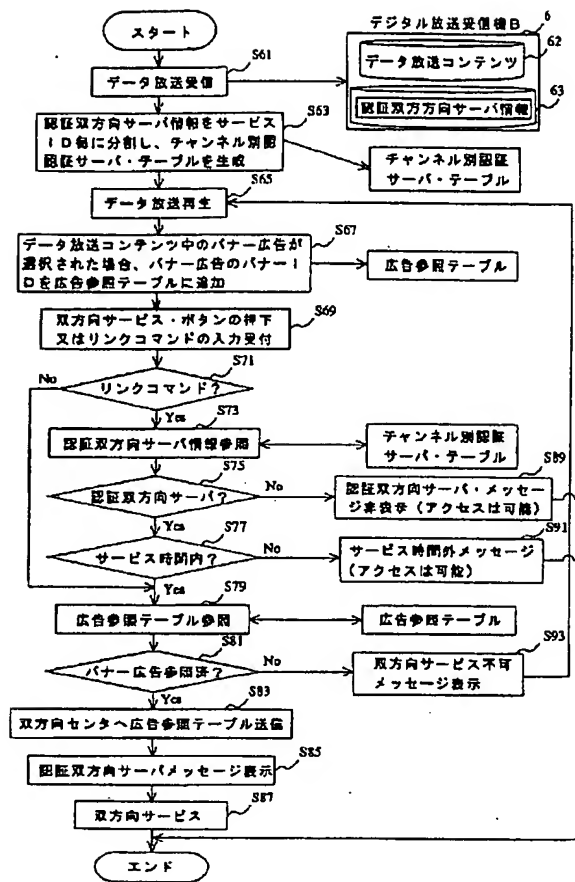 スタート
S61
データ放送受信
デジタル放送受信機B
6
62
データ放送コンテンツ
63
認証双方方向サーバ情報
S63
認証双方向サーバ情報をサービス
ID毎に分割し、チャンネル別認
認証サーバ・テーブルを生成
チャンネル別認証
サーバ・テーブル
S65
データ放送再生
S67
データ放送コンテンツ中のバナー広告が
選択された場合、バナー広告のバナーI
Dを広告参照テーブルに追加
広告参照テーブル
S69
双方向サービス・ボタンの押下
又はリンクコマンドの入力受付
S71
リンクコマンド?
No
Yes
S73
認証双方向サーバ情報参照
チャンネル別認証
サーバ・テーブル
S75
認証双方向サーバ?
No
Yes
S89
認証双方向サーバ・メッセー
ジ非表示(アクセスは可能)
S77
サービス時間内?
No
Yes
S91
サービス時間外メッセージ
(アクセスは可能)
S79
広告参照テーブル参照
広告参照テーブル
S81
バナー広告参照済?
No
Yes
S93
双方向サービス不可
メッセージ表示
S83
双方向センタへ広告参照テーブル送信
S85
認証双方向サーバメッセージ表示
S87
双方向サービス
エンド